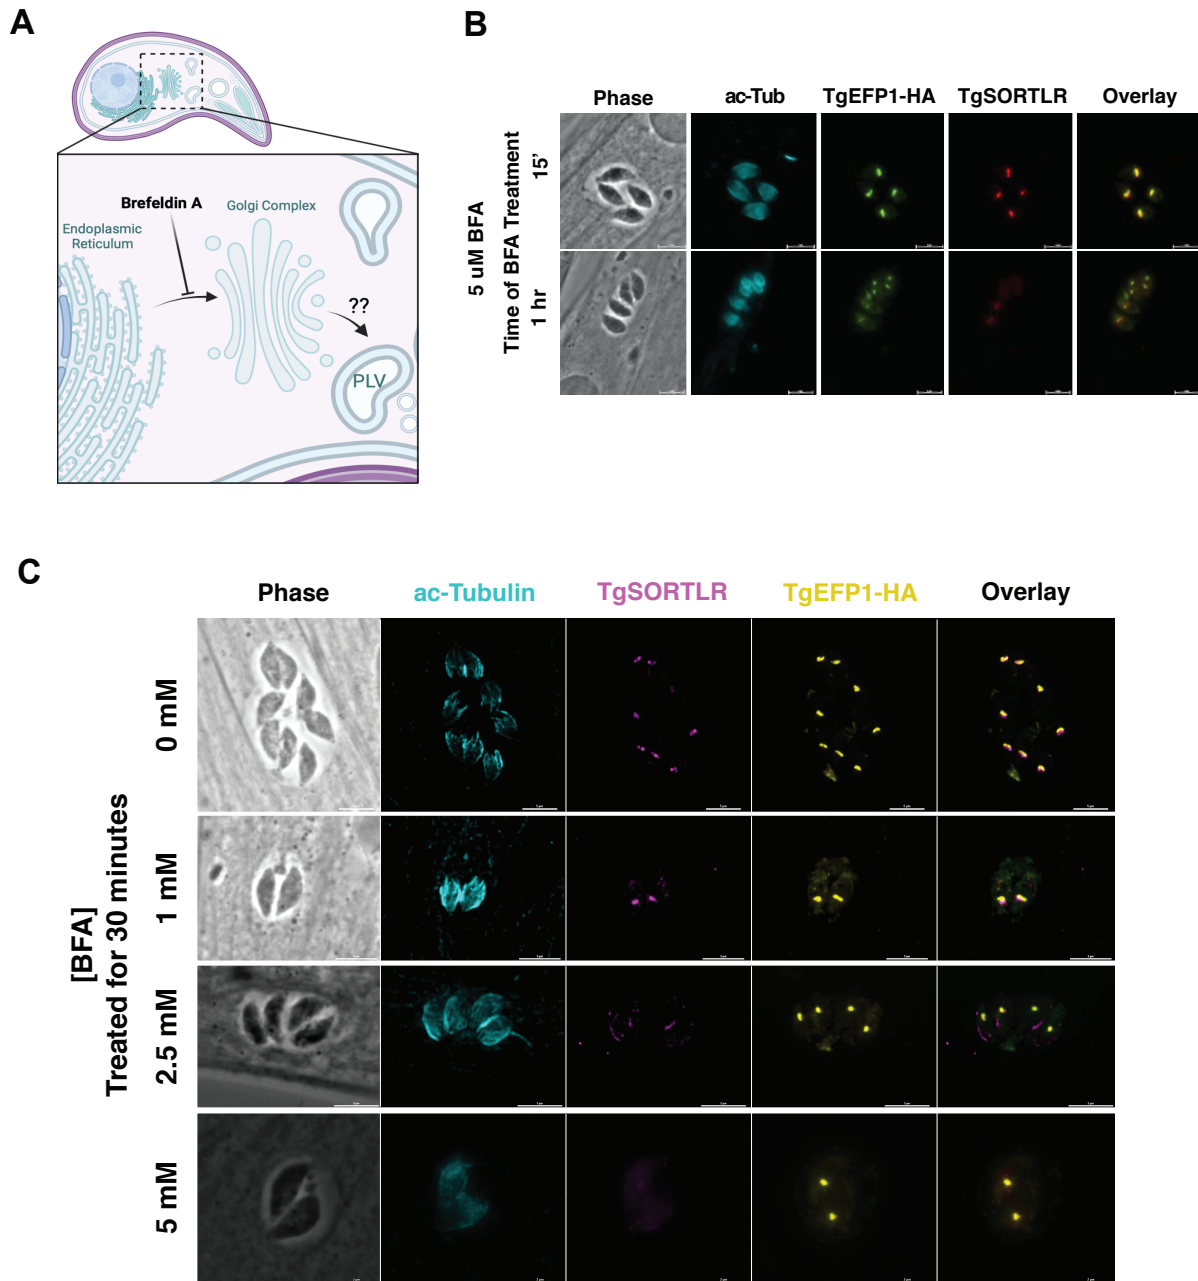 A
Brefeldin A
Golgi Complex
Endoplasmic
Reticulum
??
PLV
B
Phase
ac-Tub
TgEFP1-HA
TgSORTLR
Overlay
5 uM BFA
Time of BFA Treatment
15'
1 hr
C
Phase
ac-Tubulin
TgSORTLR
TgEFP1-HA
Overlay
[BFA]
Treated for 30 minutes
0 mM
1 mM
2.5 mM
5 mM